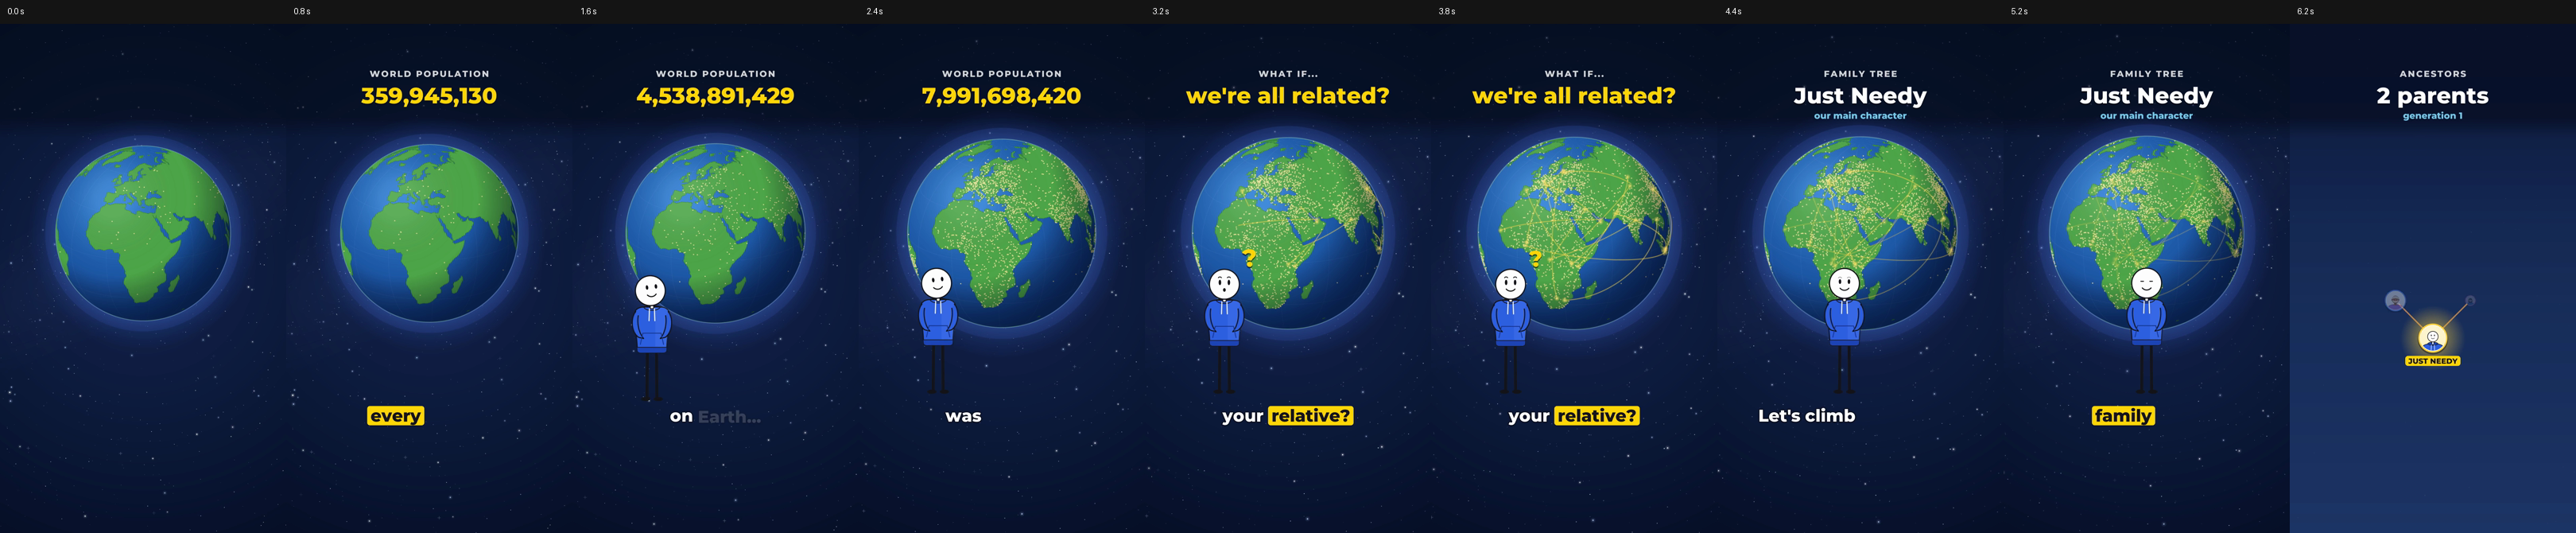 0.0s
0.8s
WORLD POPULATION
359,945,130
every
1.6s
WORLD POPULATION
4,538,891,429
on Earth...
2.4s
WORLD POPULATION
7,991,698,420
was
3.2s
WHAT IF...
we're all related?
?
your relative?
3.8s
WHAT IF...
we're all related?
?
your relative?
4.4s
FAMILY TREE
Just Needy
our main character
Let's climb
5.2s
FAMILY TREE
Just Needy
our main character
family
6.2s
ANCESTORS
2 parents
generation 1
JUST NEEDY